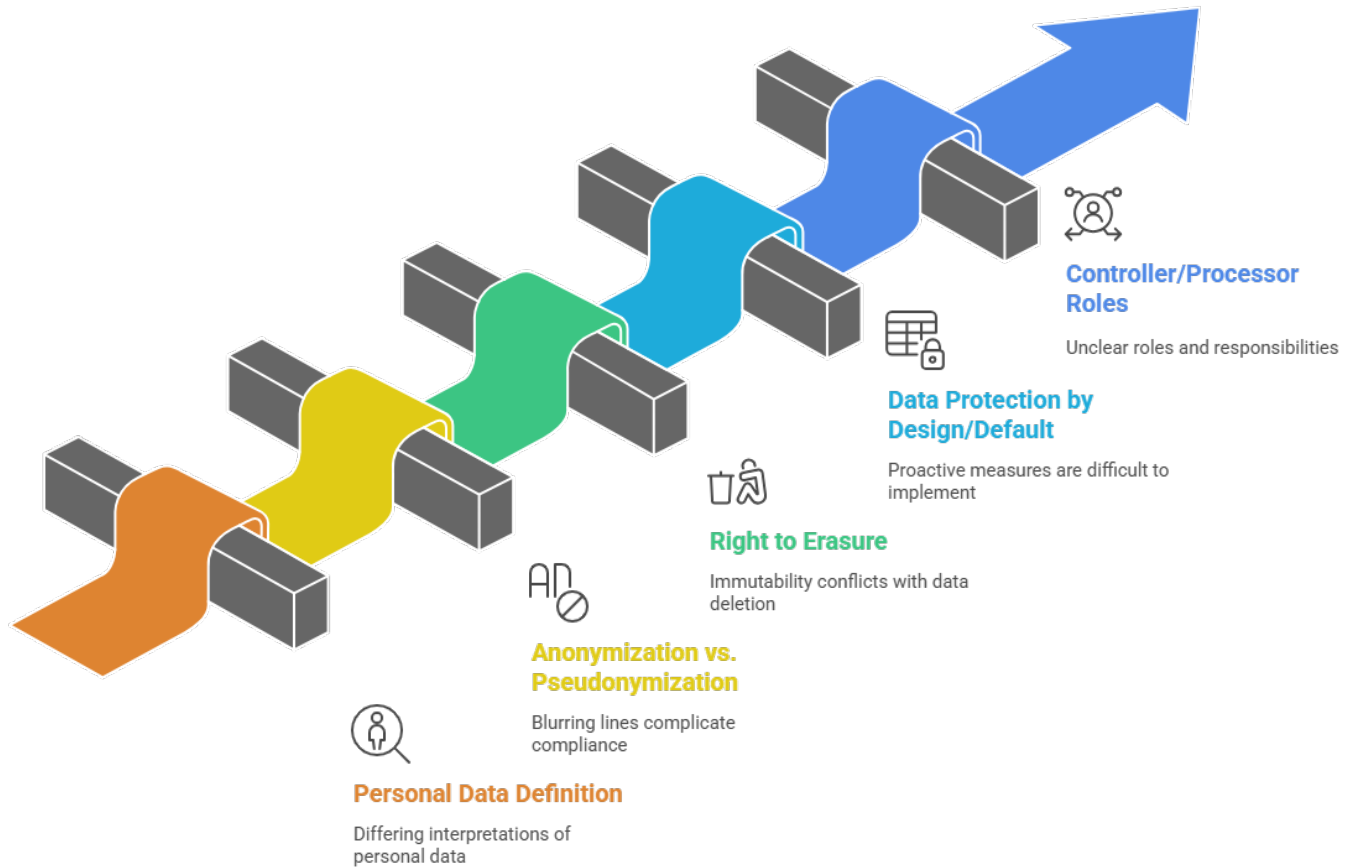 Controller/Processor
Roles
Unclear roles and responsibilities
Data Protection by
Design/Default
Proactive measures are difficult to
implement
Right to Erasure
Immutability conflicts with data
deletion
Anonymization vs.
Pseudonymization
Blurring lines complicate
compliance
Personal Data Definition
Differing interpretations of
personal data